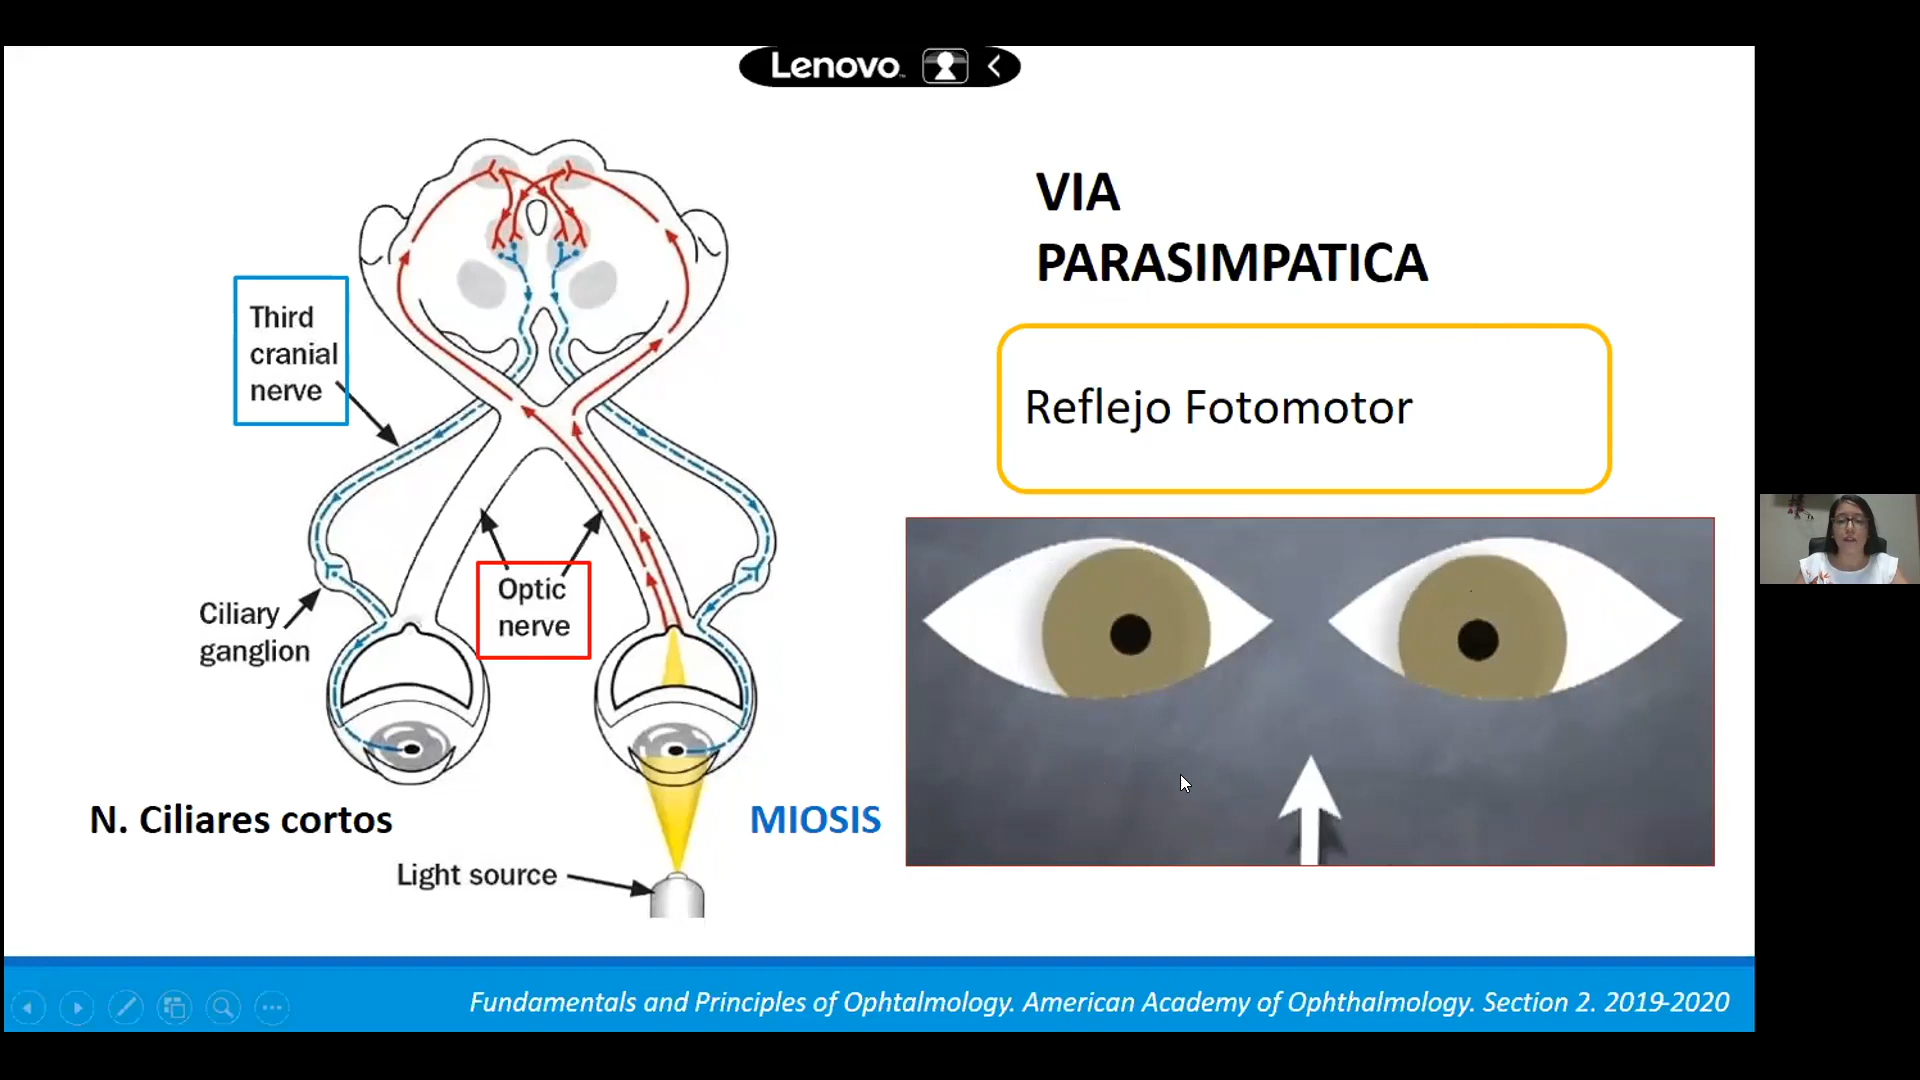 Lenovo
VIA
PARASIMPATICA
Reflejo Fotomotor
Third
cranial
nerve
Optic
nerve
Ciliary
ganglion
N. Ciliares cortos
MIOSIS
Light source
Fundamentals and Principles of Ophtalmology. American Academy of Ophthalmology. Section 2. 2019-2020